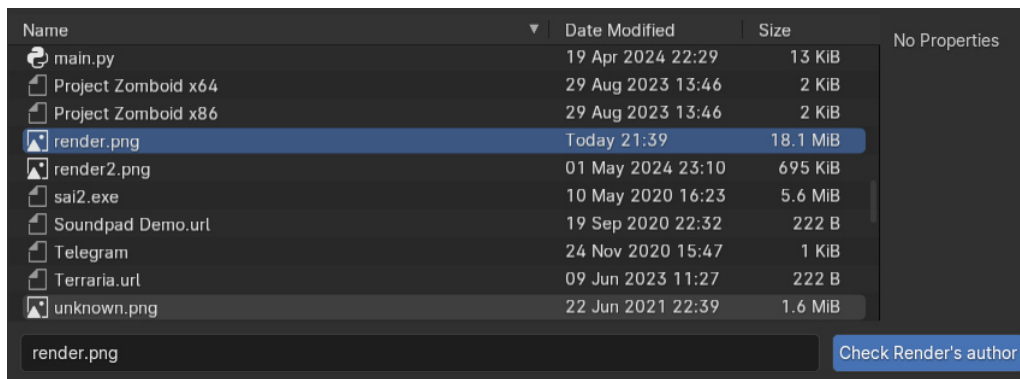 Name ▼ Date Modified Size
No Properties
main.py 19 Apr 2024 22:29 13 KiB
Project Zomboid x64 29 Aug 2023 13:46 2 KiB
Project Zomboid x86 29 Aug 2023 13:46 2 KiB
render.png Today 21:39 18.1 MiB
render2.png 01 May 2024 23:10 695 KiB
sai2.exe 10 May 2020 16:23 5.6 MiB
Soundpad Demo.url 19 Sep 2020 22:32 222 B
Telegram 24 Nov 2020 15:47 1 KiB
Terraria.url 09 Jun 2023 11:27 222 B
unknown.png 22 Jun 2021 22:39 1.6 MiB
render.png Check Render's author